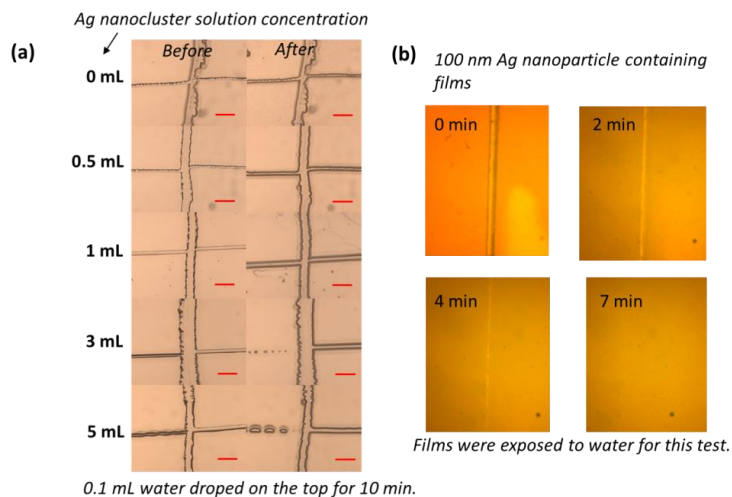 Ag nanocluster solution concentration
(a)
Before
After
0 mL
0.5 mL
1 mL
3 mL
5 mL
0.1 mL water droped on the top for 10 min.
(b)
100 nm Ag nanoparticle containing
films
0 min
2 min
4 min
7 min
Films were exposed to water for this test.